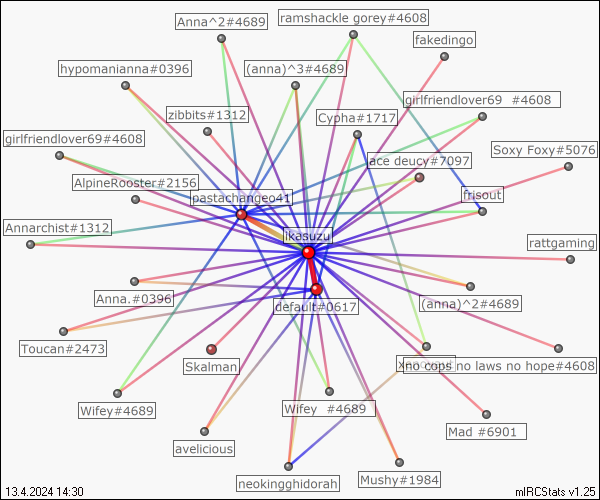 Anna^2#4689
ramshackle gorey#4608
fakedingo
hypomanianna#0396
(anna)^3#4689
girlfriendlover69 #4608
zibbits#1312
Cypha#1717
girlfriendlover69#4608
Soxy Foxy#5076
ace deucy#7097
AlpineRooster#2156
pastachangeo41
frisout
Annarchist#1312
ikasuzu
rattgaming
Anna.#0396
(anna)^2#4689
default#0617
Toucan#2473
Skalman
no cops no laws no hope#4608
Wifey#4689
Wifey #4689
Mad #6901
avelicious
neokingghidorah
Mushy#1984
13.4.2024 14:30
mIRCStats v1.25